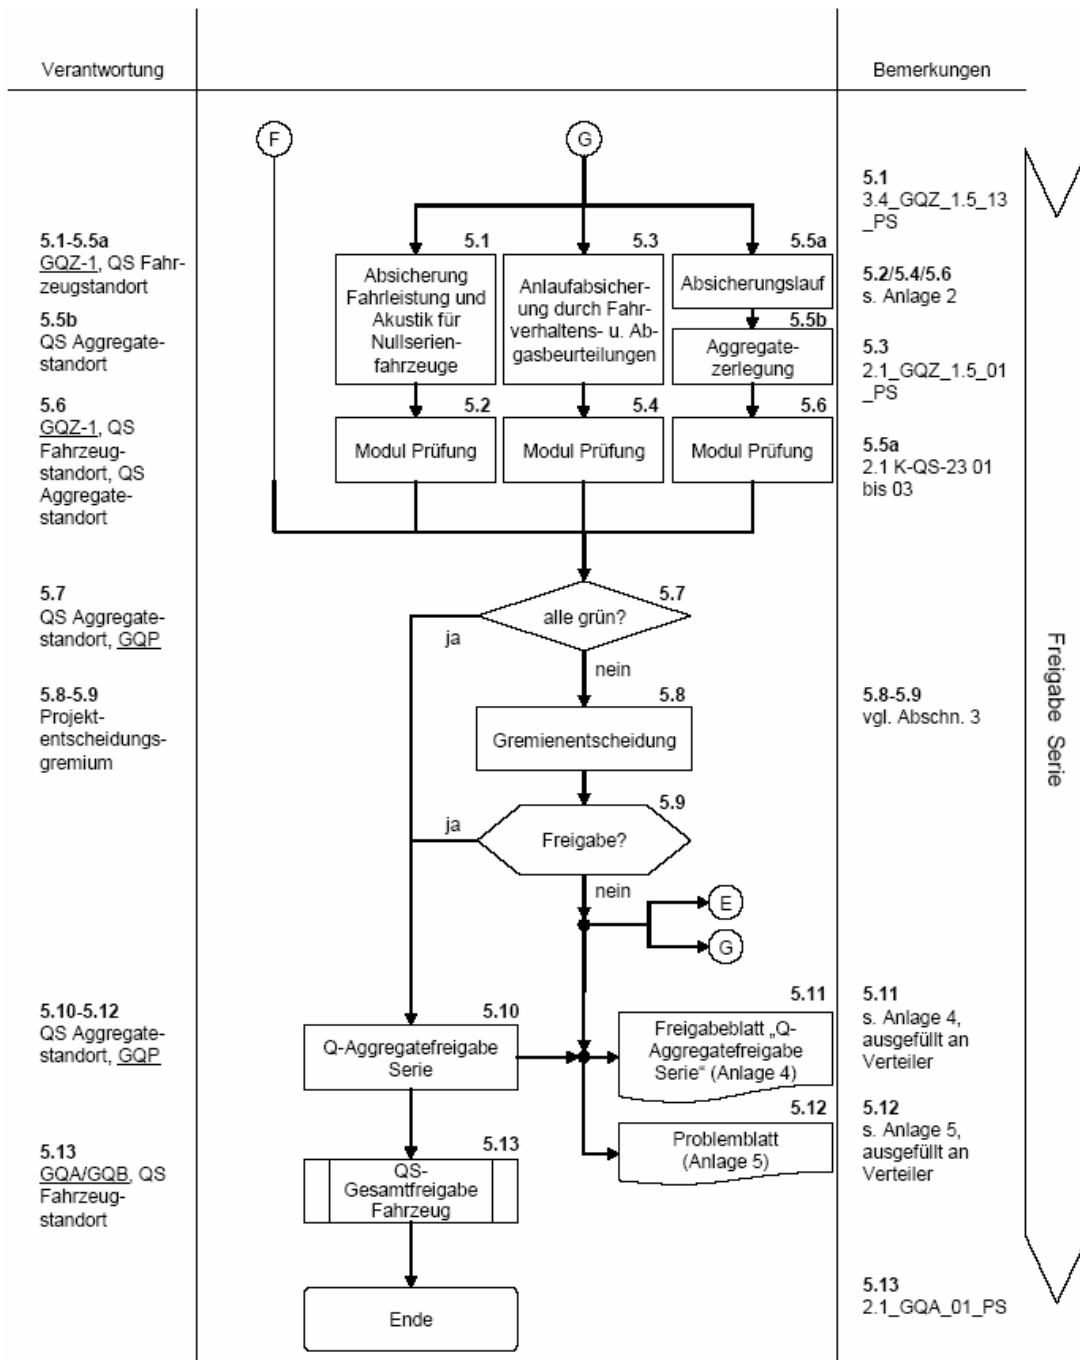 Verantwortung
Bemerkungen
F
G
5.1
3.4_GQZ_1.5_13
_PS
5.1-5.5a
GQZ-1, QS Fahr-
zeugstandort
5.5b
QS Aggregate-
standort
5.6
GQZ-1, QS
Fahrzeug-
standort, QS
Aggregate-
standort
5.1
Absicherung
Fahrleistung und
Akustik für
Nullserien-
fahrzeuge
5.3
Anlaufabsicher-
ung durch Fahr-
verhaltens- u. Ab-
gasbeurteilungen
5.5a
Absicherungslauf
5.5b
Aggregate-
zerlegung
5.2/5.4/5.6
s. Anlage 2
5.3
2.1_GQZ_1.5_01
_PS
5.2
Modul Prüfung
5.4
Modul Prüfung
5.6
Modul Prüfung
5.5a
2.1 K-QS-23 01
bis 03
5.7
QS Aggregate-
standort, GQP
5.7
alle grün?
ja
nein
5.8-5.9
Projekt-
entscheidungs-
gremium
5.8
Gremienentscheidung
5.8-5.9
vgl. Abschn. 3
5.9
Freigabe?
ja
nein
E
G
Freigabe Serie
5.10-5.12
QS Aggregate-
standort, GQP
5.10
Q-Aggregatefreigabe
Serie
5.11
Freigabeblatt „Q-
Aggregatefreigabe
Serie“ (Anlage 4)
5.11
s. Anlage 4,
ausgefüllt an
Verteiler
5.12
Problemblatt
(Anlage 5)
5.12
s. Anlage 5,
ausgefüllt an
Verteiler
5.13
GQA/GQB, QS
Fahrzeug-
standort
5.13
QS-
Gesamtfreigabe
Fahrzeug
Ende
5.13
2.1_GQA_01_PS